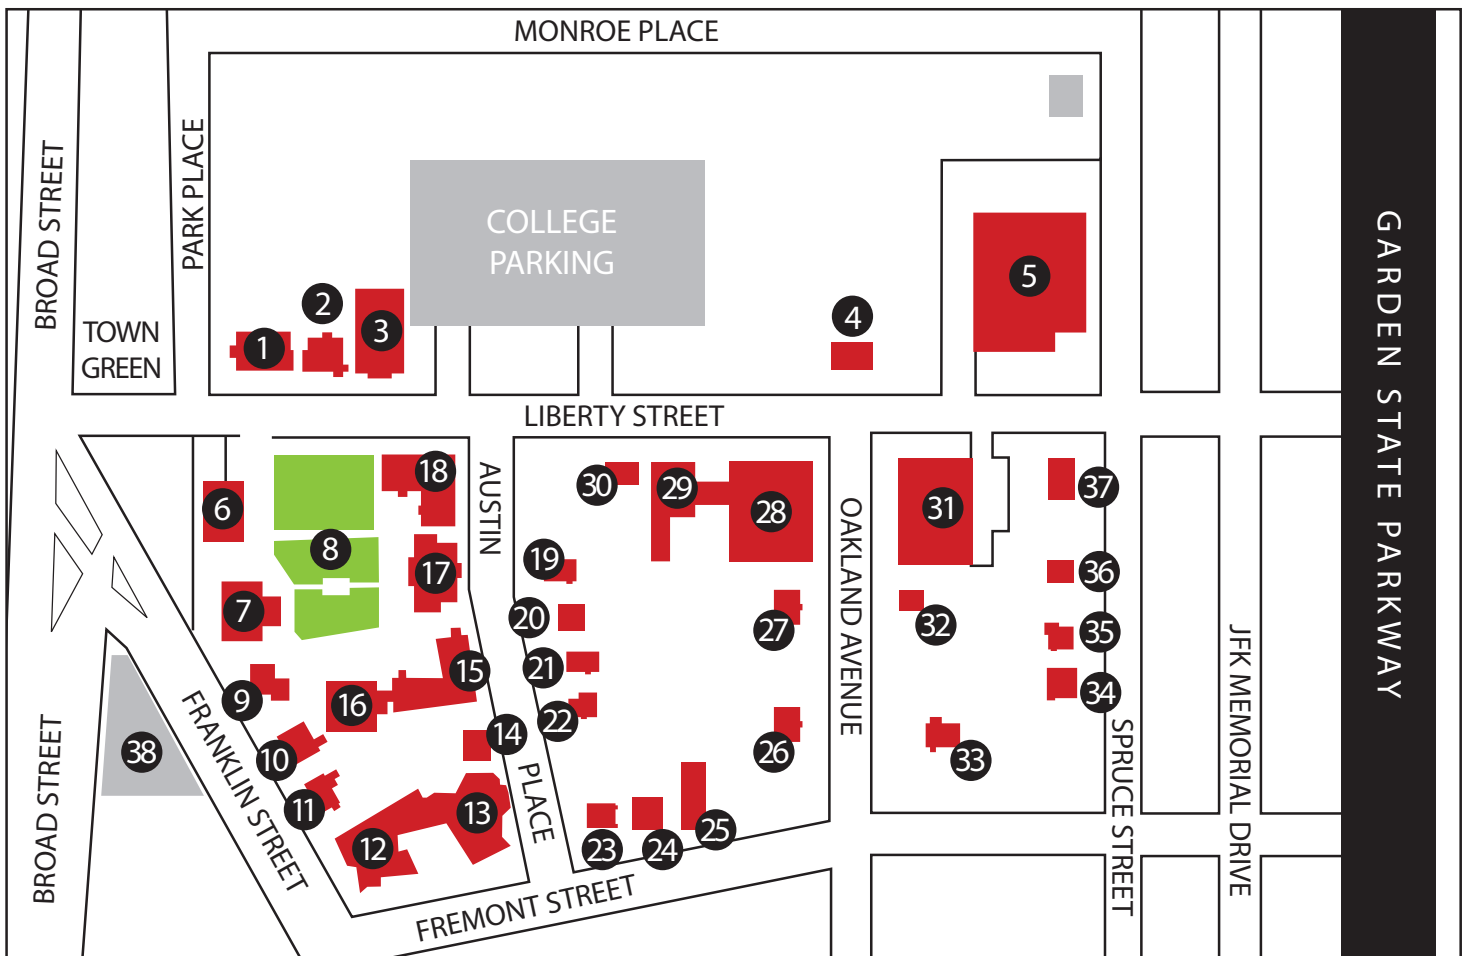 MONROE PLACE
BROAD STREET
PARK PLACE
TOWN
GREEN
COLLEGE
PARKING
GARDEN STATE PARKWAY
1
2
3
4
5
LIBERTY STREET
6
7
8
18
17
AUSTIN
PLACE
30
29
28
19
20
21
22
27
26
OAKLAND AVENUE
31
32
33
37
36
35
34
9
10
11
16
15
14
12
13
23
24
25
38
BROAD STREET
FRANKLIN STREET
FREMONT STREET
SPRUCE STREET
JFK MEMORIAL DRIVE